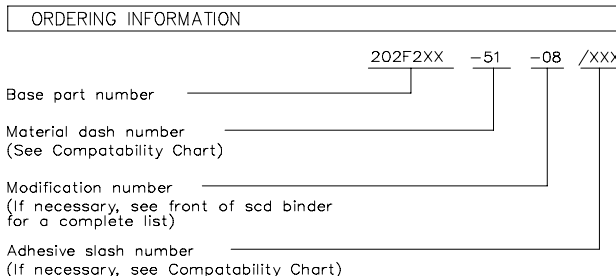 ORDERING INFORMATION
202F2XX -51 -08 /XXX
Base part number
Material dash number
(See Compatability Chart)
Modification number
(If necessary, see front of scd binder
for a complete list)
Adhesive slash number
(If necessary, see Compatability Chart)